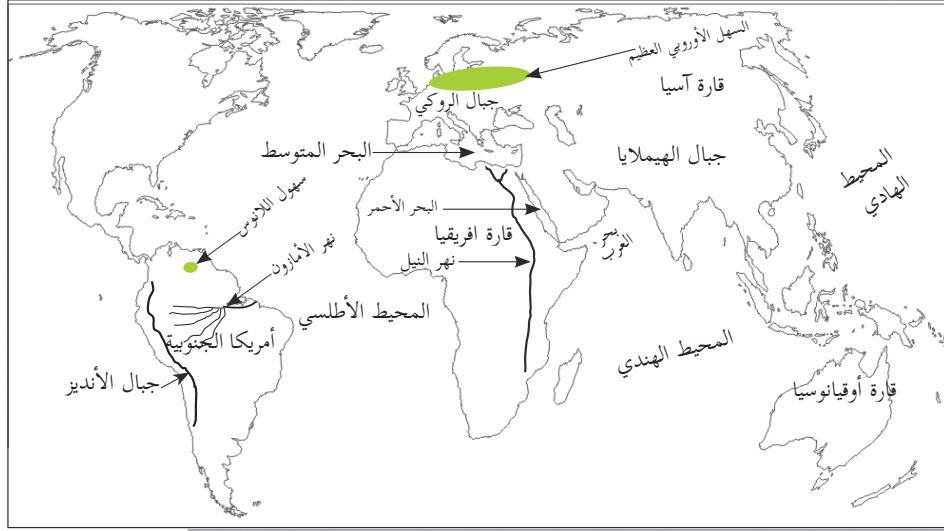 السهل الأوروبي العظيم
قارة آسيا
جبال الروكي
البحر المتوسط
جبال الهيملايا
المحيط
الهادي
سهول اللانوس
البحر الأحمر
قارة افريقيا
بحر
العرب
نهر الأمازون
نهر النيل
المحيط الأطلسي
أمريكا الجنوبية
المحيط الهندي
جبال الأنديز
قارة أوقيانوسيا